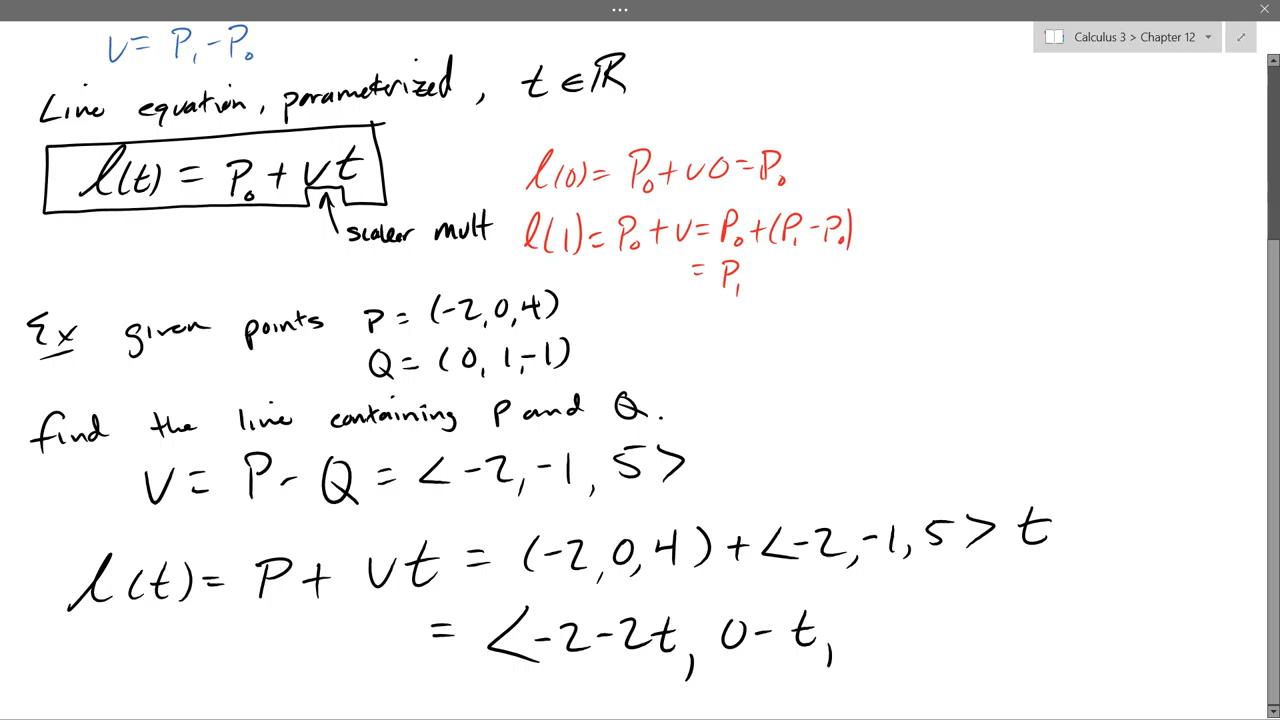 Calculus 3 > Chapter 12
v = P₁ - P₀
Line equation, parameterized, t ∈ ℝ
l(t) = P₀ + vt
scalar mult
l(0) = P₀ + v0 = P₀
l(1) = P₀ + v = P₀ + (P₁ - P₀)
= P₁
Ex given points P = (-2, 0, 4)
Q = (0, 1, -1)
find the line containing P and Q.
v = P - Q = < -2, -1, 5 >
l(t) = P + vt = (-2, 0, 4) + < -2, -1, 5 > t
= < -2 - 2t, 0 - t,